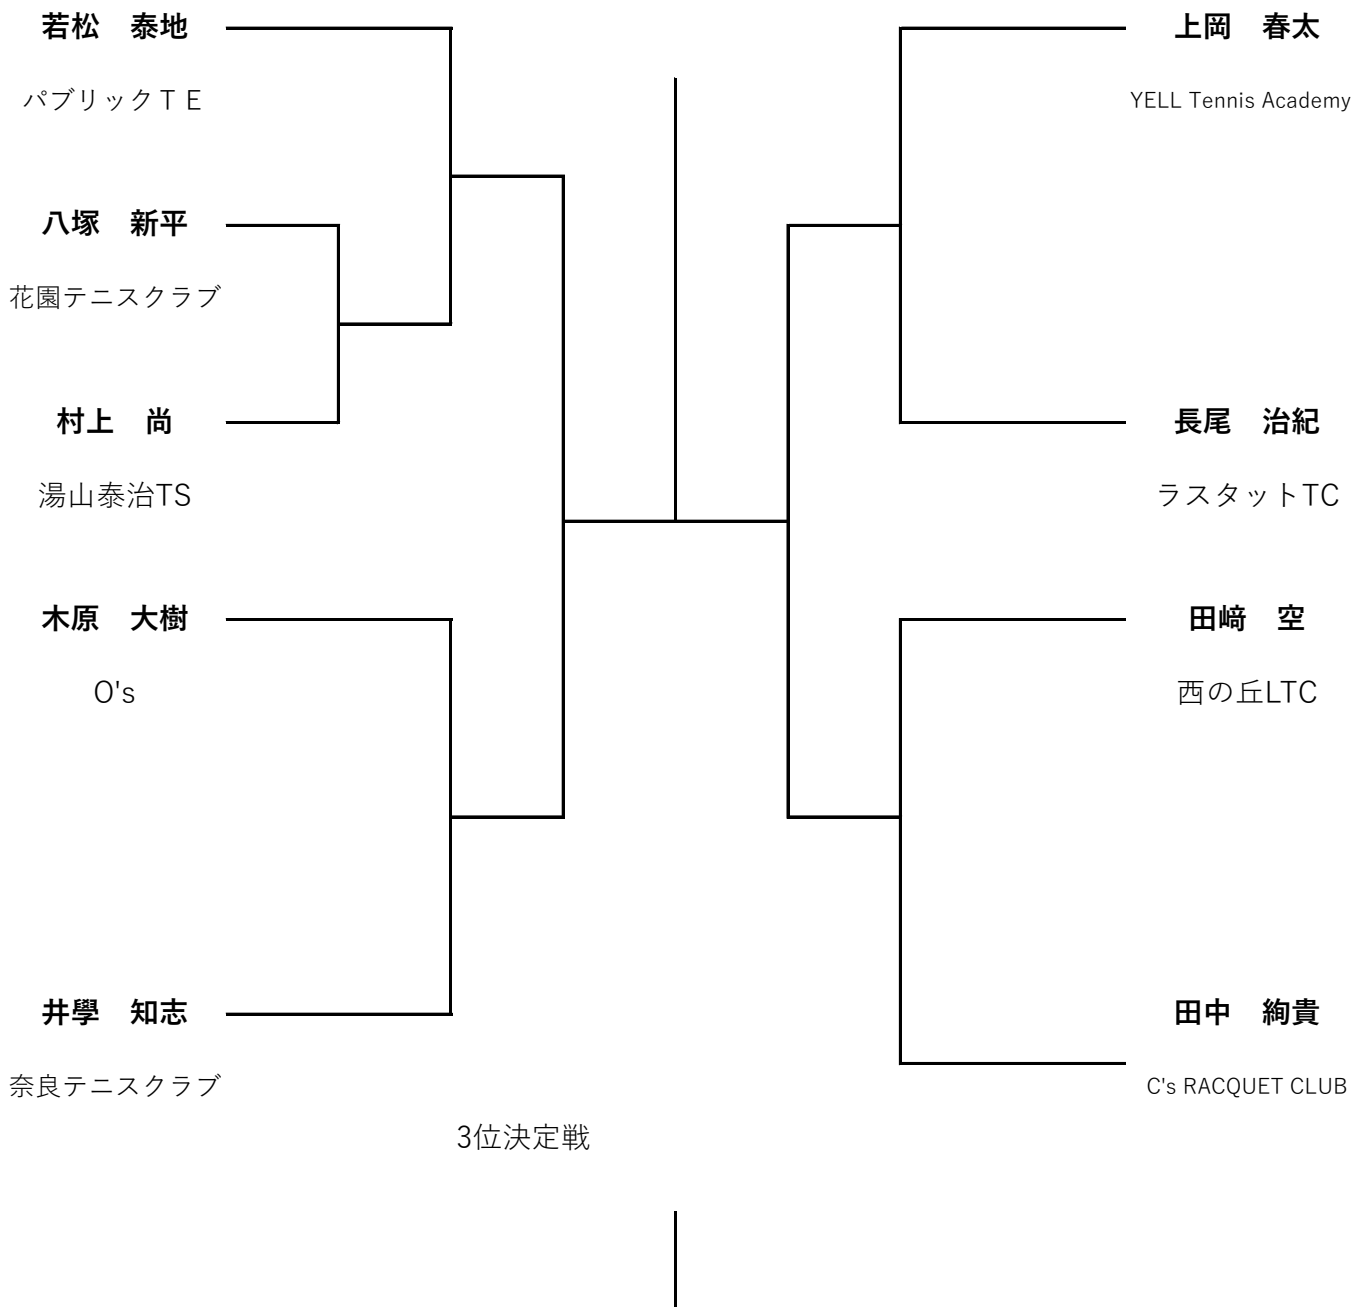 若松　泰地
パブリックＴＥ
八塚　新平
花園テニスクラブ
村上　尚
湯山泰治TS
木原　大樹
O's
井學　知志
奈良テニスクラブ
上岡　春太
YELL Tennis Academy
長尾　治紀
ラスタットTC
田﨑　空
西の丘LTC
田中　絢貴
C's RACQUET CLUB
3位決定戦